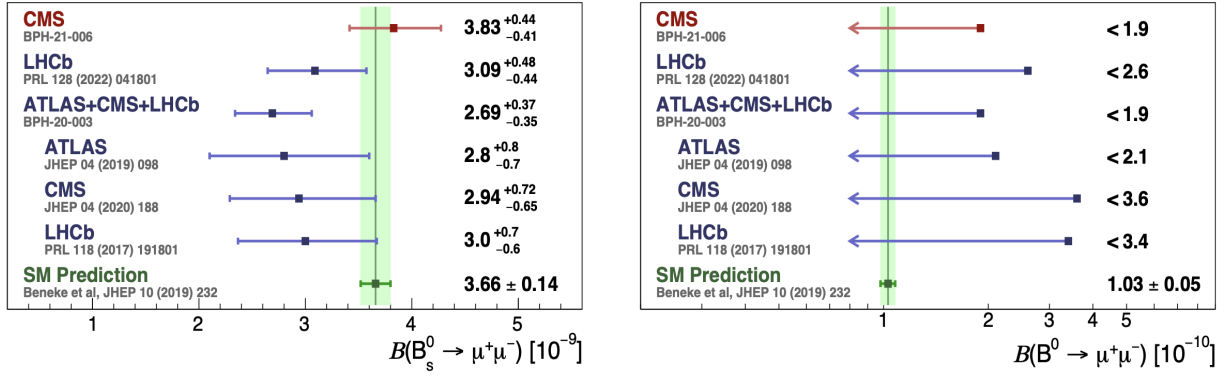 CMS
BPH-21-006
3.83 +0.44 −0.41
LHCb
PRL 128 (2022) 041801
3.09 +0.48 −0.44
ATLAS+CMS+LHCb
BPH-20-003
2.69 +0.37 −0.35
ATLAS
JHEP 04 (2019) 098
2.8 +0.8 −0.7
CMS
JHEP 04 (2020) 188
2.94 +0.72 −0.65
LHCb
PRL 118 (2017) 191801
3.0 +0.7 −0.6
SM Prediction
Beneke et al, JHEP 10 (2019) 232
3.66 ± 0.14
1 2 3 4 5
B(B⁰ₛ → μ⁺μ⁻) [10⁻⁹]
CMS
BPH-21-006
< 1.9
LHCb
PRL 128 (2022) 041801
< 2.6
ATLAS+CMS+LHCb
BPH-20-003
< 1.9
ATLAS
JHEP 04 (2019) 098
< 2.1
CMS
JHEP 04 (2020) 188
< 3.6
LHCb
PRL 118 (2017) 191801
< 3.4
SM Prediction
Beneke et al, JHEP 10 (2019) 232
1.03 ± 0.05
1 2 3 4 5
B(B⁰ → μ⁺μ⁻) [10⁻¹⁰]